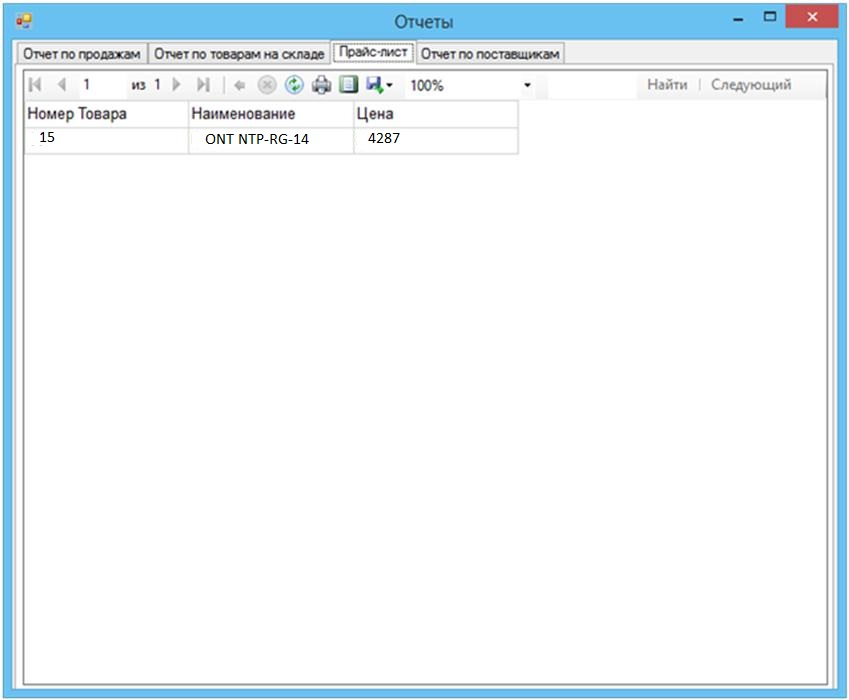 Отчеты
Отчет по продажам Отчет по товарам на складе Прайс-лист Отчет по поставщикам
1 из 1 100% Найти | Следующий
Номер Товара Наименование Цена
15 ONT NTP-RG-14 4287